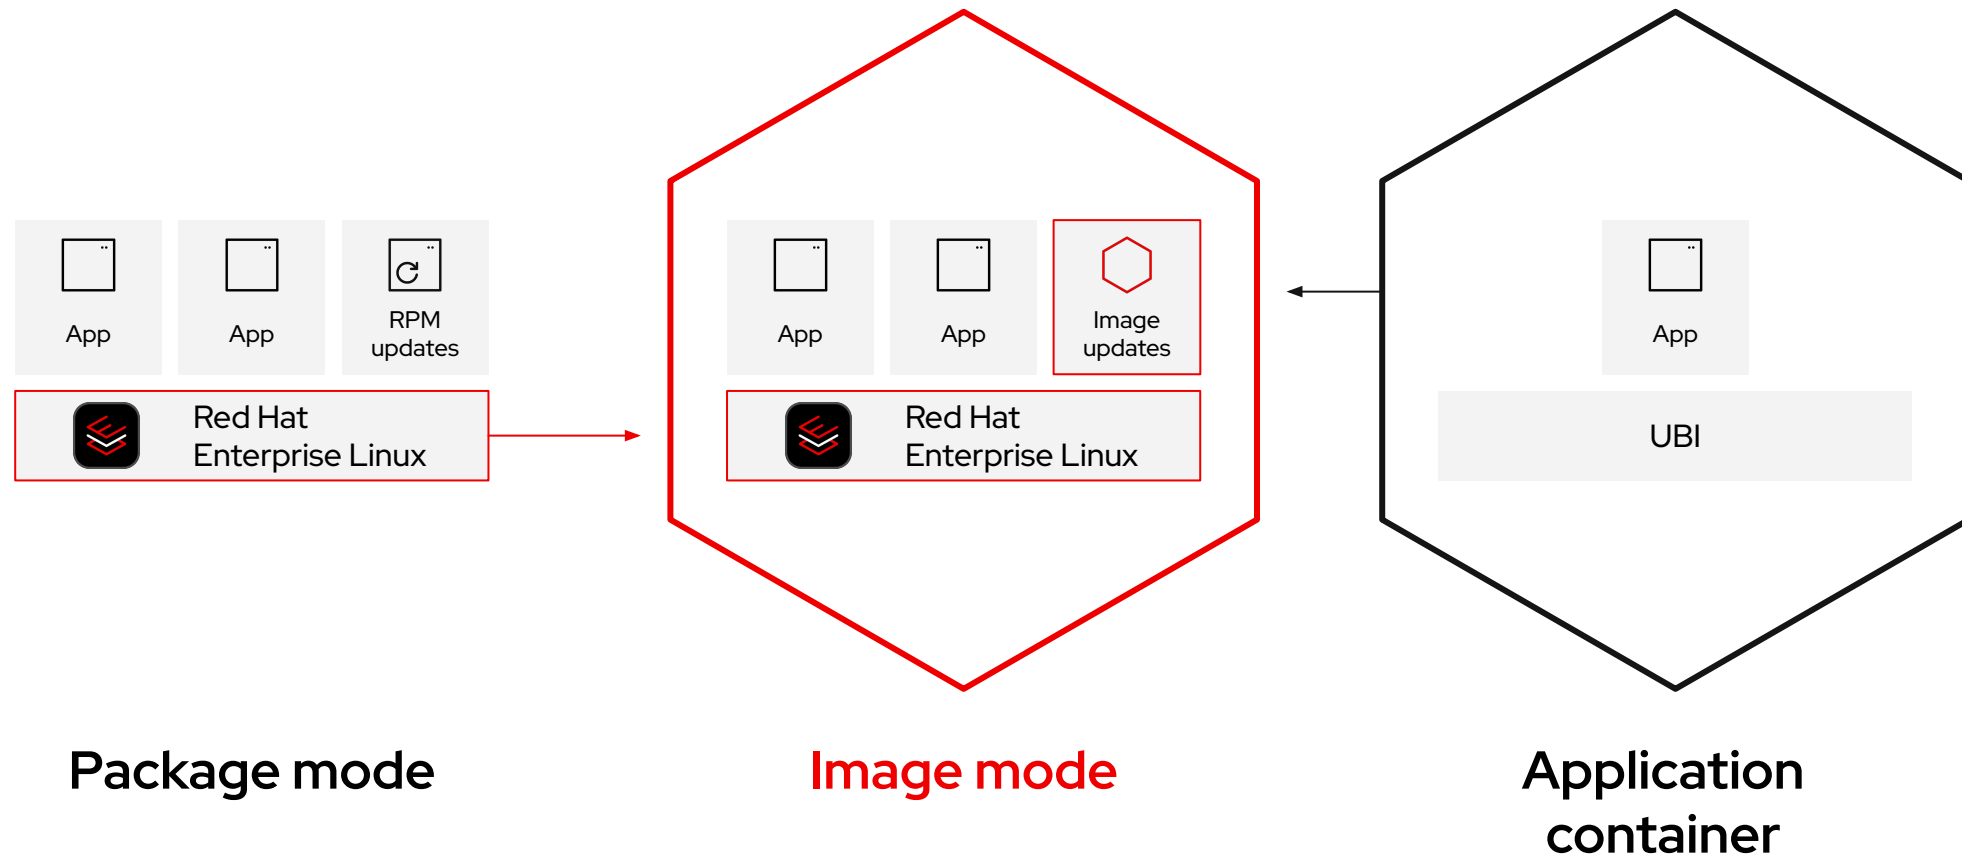 App
App
RPM
updates
Red Hat
Enterprise Linux
Package mode
App
App
Image
updates
Red Hat
Enterprise Linux
Image mode
App
UBI
Application
container